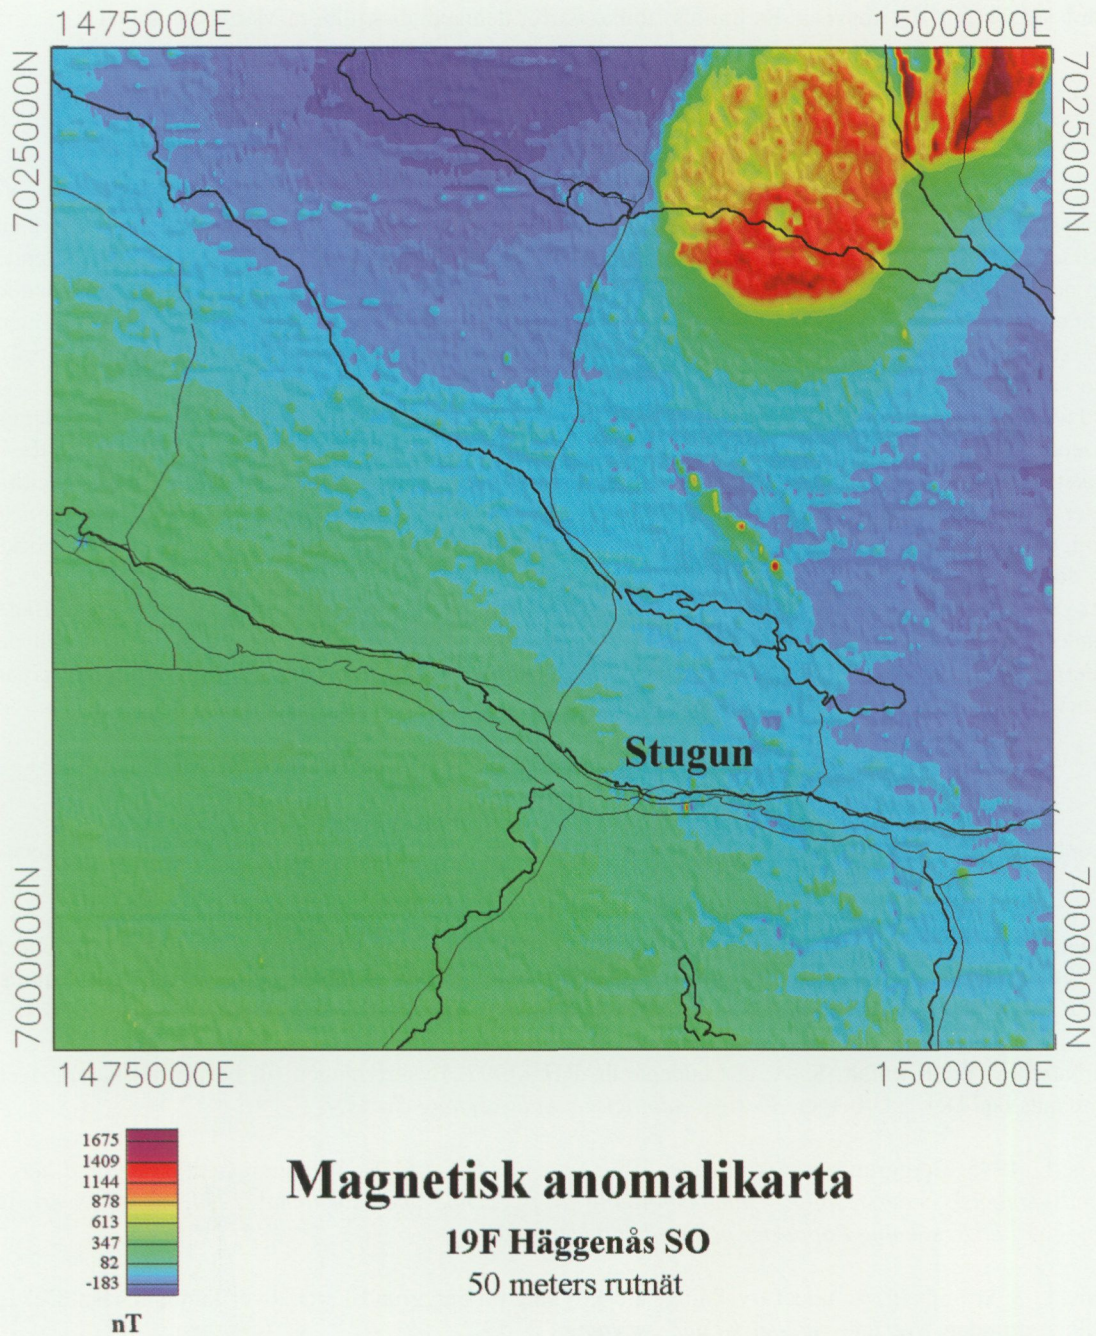 1475000E
1500000E
7025000N
7025000N
Stugun
7000000N
7000000N
1475000E
1500000E
1675
1409
1144
878
613
347
82
-183
nT
Magnetisk anomalikarta
19F Häggenås SO
50 meters rutnät